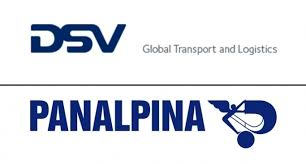 DSV
Global Transport and Logistics
PANALPINA